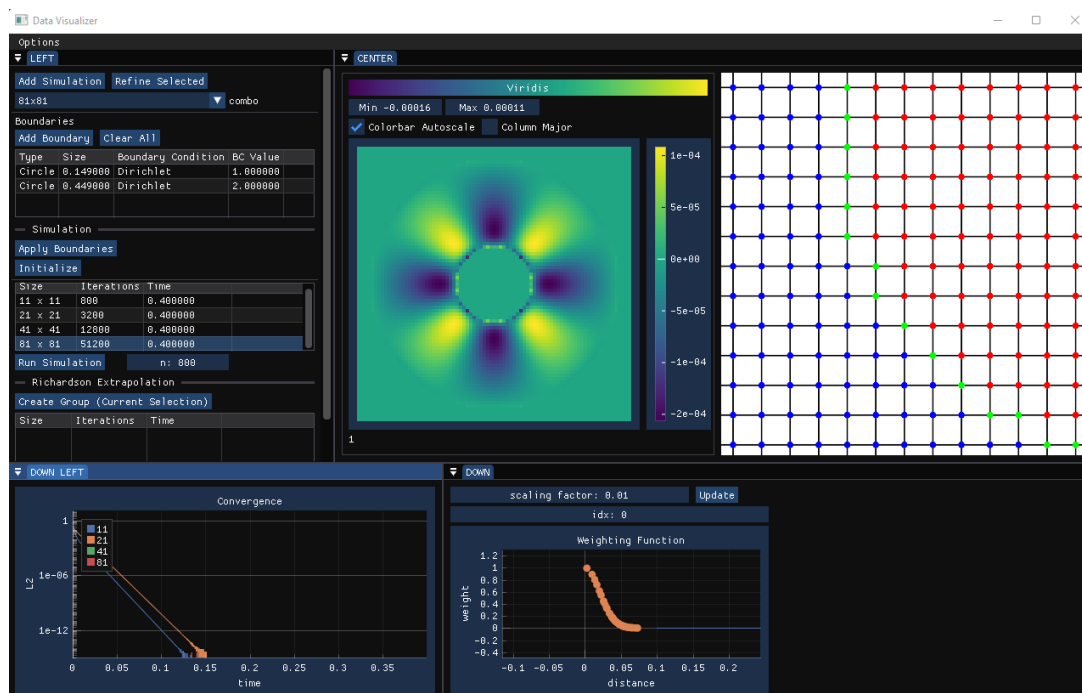 Data Visualizer
Options
LEFT
Add Simulation Refine Selected
81x81 combo
Boundaries
Add Boundary Clear All
Type Size Boundary Condition BC Value
Circle 0.149000 Dirichlet 1.000000
Circle 0.449000 Dirichlet 2.000000
Simulation
Apply Boundaries
Initialize
Size Iterations Time
11 x 11 800 0.400000
21 x 21 3200 0.400000
41 x 41 12800 0.400000
81 x 81 51200 0.400000
Run Simulation n: 800
Richardson Extrapolation
Create Group (Current Selection)
Size Iterations Time
CENTER
Viridis
Min -0.00016 Max 0.00011
Colorbar Autoscale Column Major
1e-04
5e-05
0e+00
-5e-05
-1e-04
-2e-04
1
DOWN LEFT
Convergence
1
1e-06
1e-12
L2
11
21
41
81
0 0.05 0.1 0.15 0.2 0.25 0.3 0.35
time
DOWN
scaling factor: 0.01 Update
idx: 0
Weighting Function
1.2
1
0.8
0.6
0.4
0.2
0
-0.2
-0.4
weight
-0.1 -0.05 0 0.05 0.1 0.15 0.2
distance